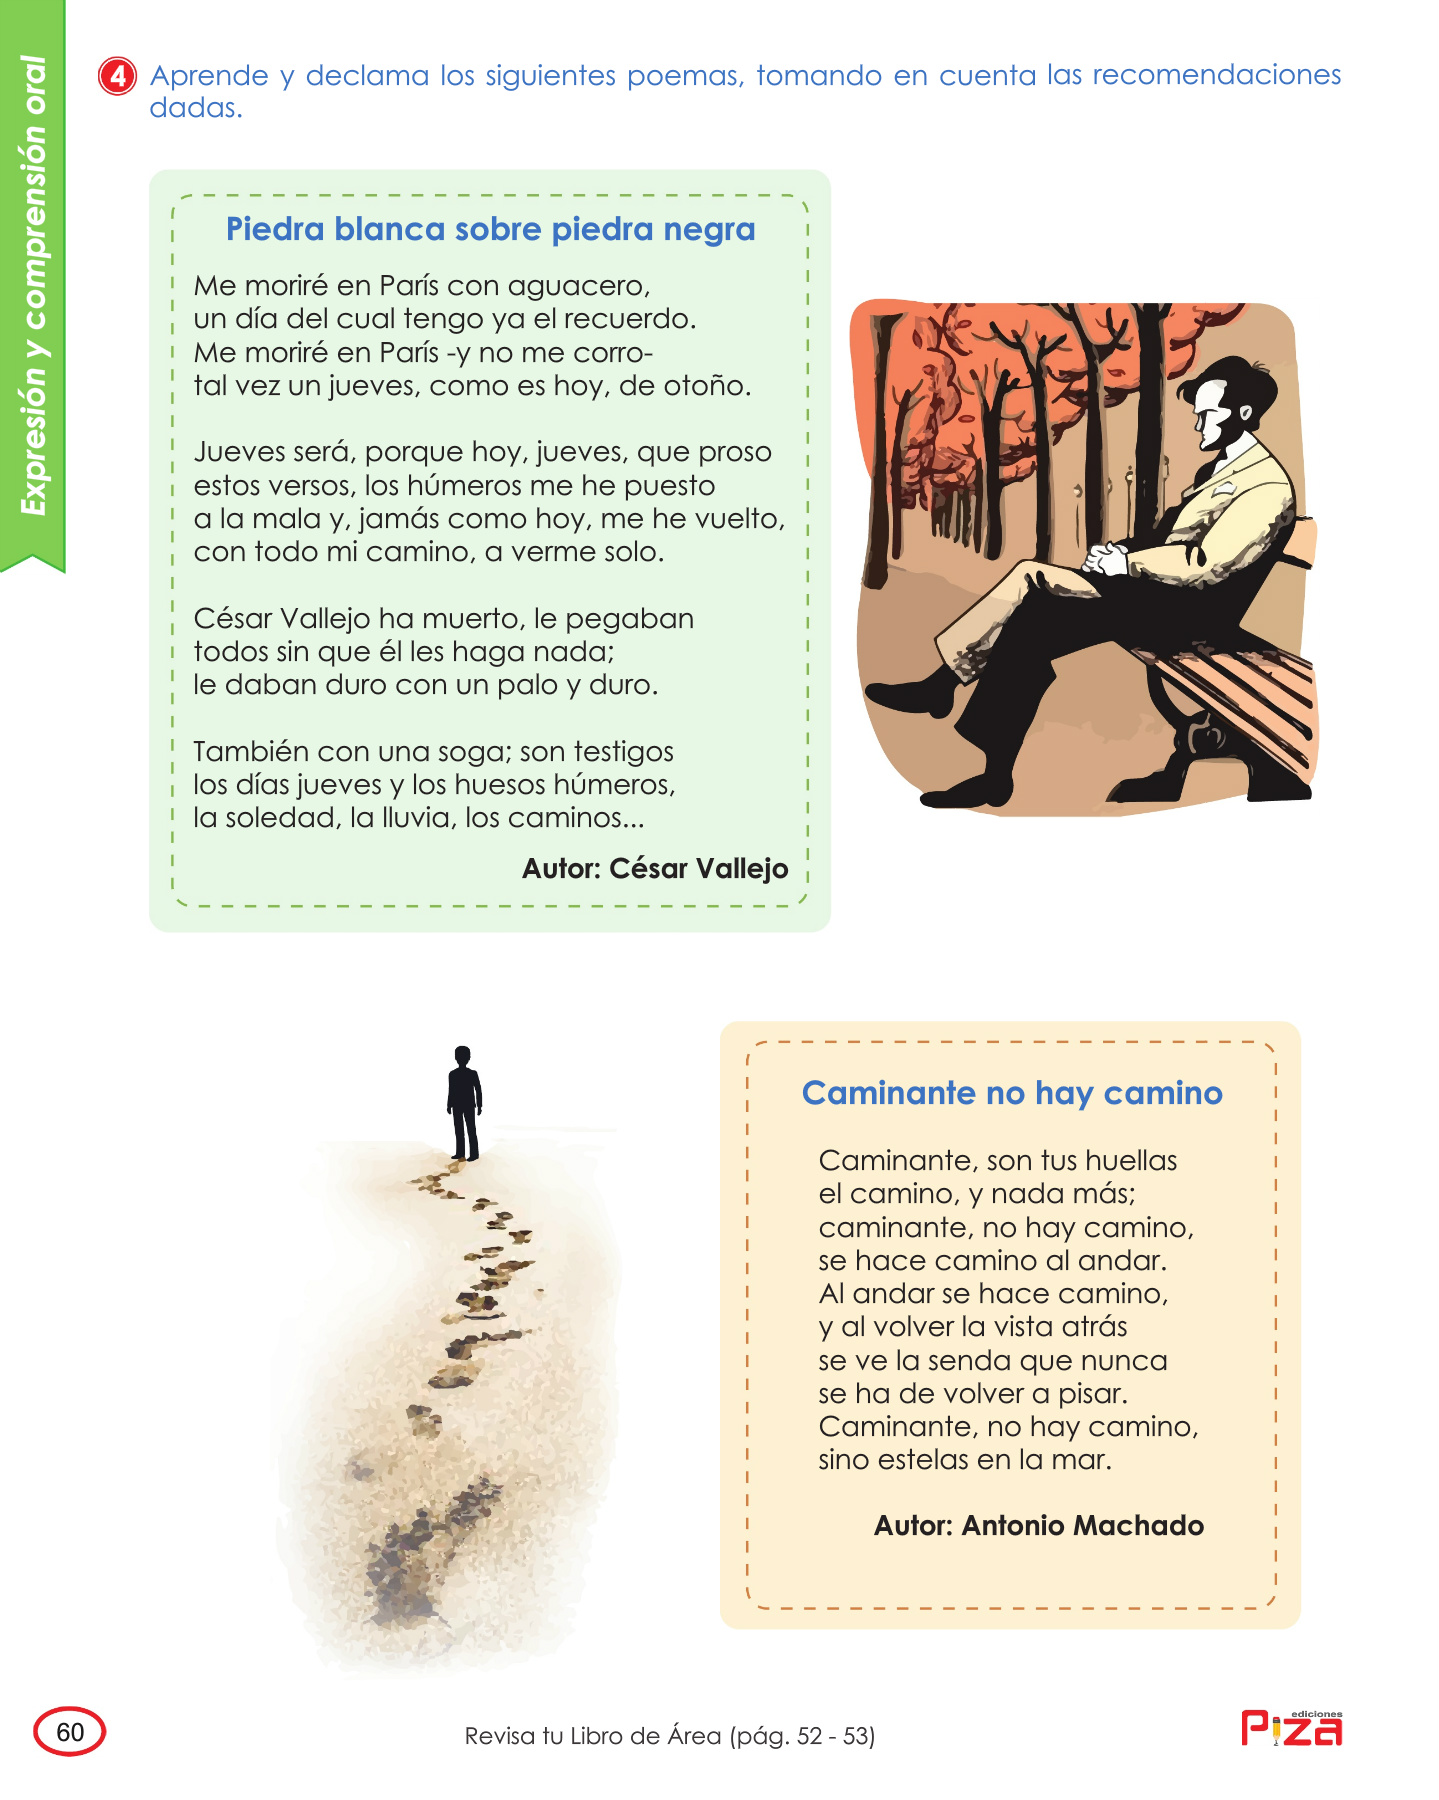 Expresión y comprensión oral
4 Aprende y declama los siguientes poemas, tomando en cuenta las recomendaciones
dadas.
Piedra blanca sobre piedra negra
Me moriré en París con aguacero,
un día del cual tengo ya el recuerdo.
Me moriré en París -y no me corro-
tal vez un jueves, como es hoy, de otoño.
Jueves será, porque hoy, jueves, que proso
estos versos, los húmeros me he puesto
a la mala y, jamás como hoy, me he vuelto,
con todo mi camino, a verme solo.
César Vallejo ha muerto, le pegaban
todos sin que él les haga nada;
le daban duro con un palo y duro.
También con una soga; son testigos
los días jueves y los huesos húmeros,
la soledad, la lluvia, los caminos...
Autor: César Vallejo
Caminante no hay camino
Caminante, son tus huellas
el camino, y nada más;
caminante, no hay camino,
se hace camino al andar.
Al andar se hace camino,
y al volver la vista atrás
se ve la senda que nunca
se ha de volver a pisar.
Caminante, no hay camino,
sino estelas en la mar.
Autor: Antonio Machado
60
Revisa tu Libro de Área (pág. 52 - 53)
ediciones
Piza